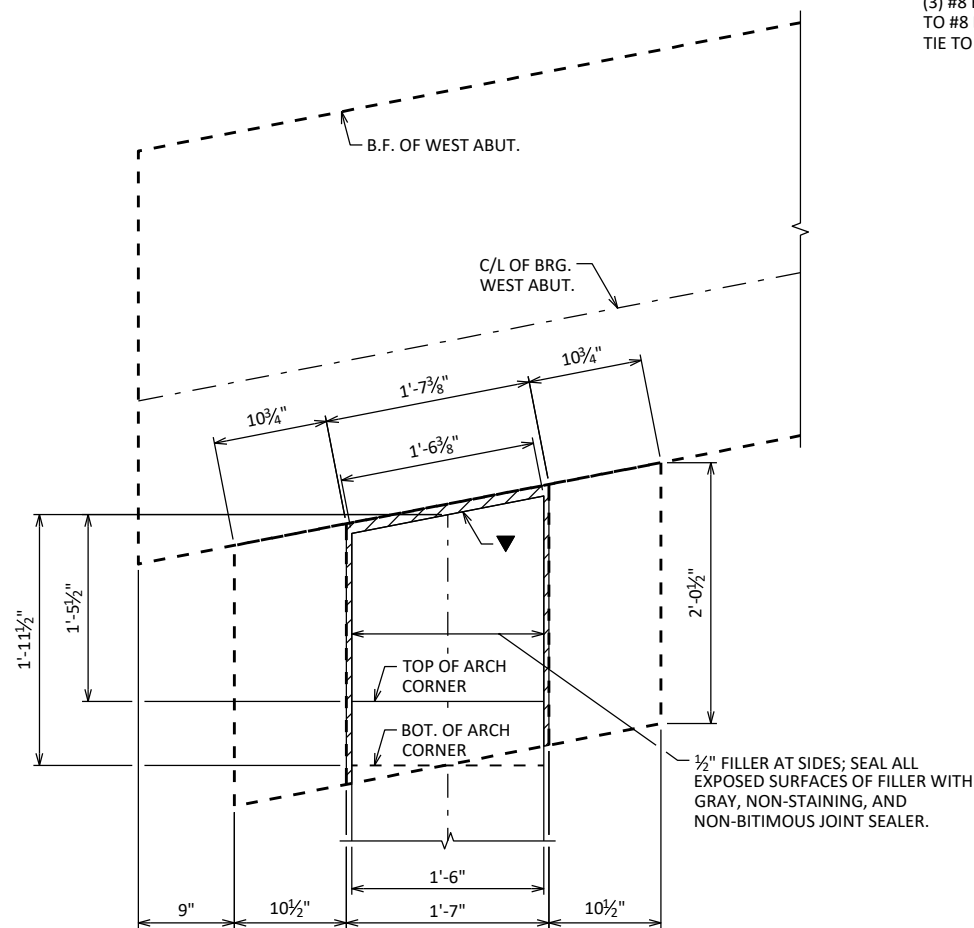 (3) #8
TO #8
TIE TO
B.F. OF WEST ABUT.
C/L OF BRG.
WEST ABUT.
10¾"
1'-7⅜"
10¾"
1'-6⅜"
1'-11½"
1'-5½"
2'-0½"
TOP OF ARCH
CORNER
BOT. OF ARCH
CORNER
½" FILLER AT SIDES; SEAL ALL
EXPOSED SURFACES OF FILLER WITH
GRAY, NON-STAINING, AND
NON-BITIMOUS JOINT SEALER.
1'-6"
9"
10½"
1'-7"
10½"